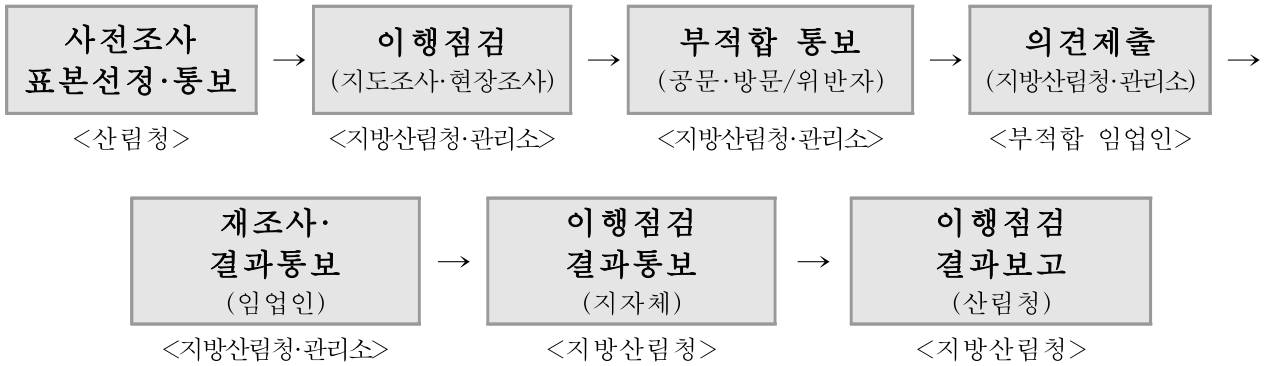 사전조사
표본선정·통보
→
이행점검
(지도조사·현장조사)
→
부적합 통보
(공문·방문/위반자)
→
의견제출
(지방산림청·관리소)
→
<산림청>
<지방산림청·관리소>
<지방산림청·관리소>
<부적합 임업인>
재조사·
결과통보
(임업인)
→
이행점검
결과통보
(지자체)
→
이행점검
결과보고
(산림청)
<지방산림청·관리소>
<지방산림청>
<지방산림청>